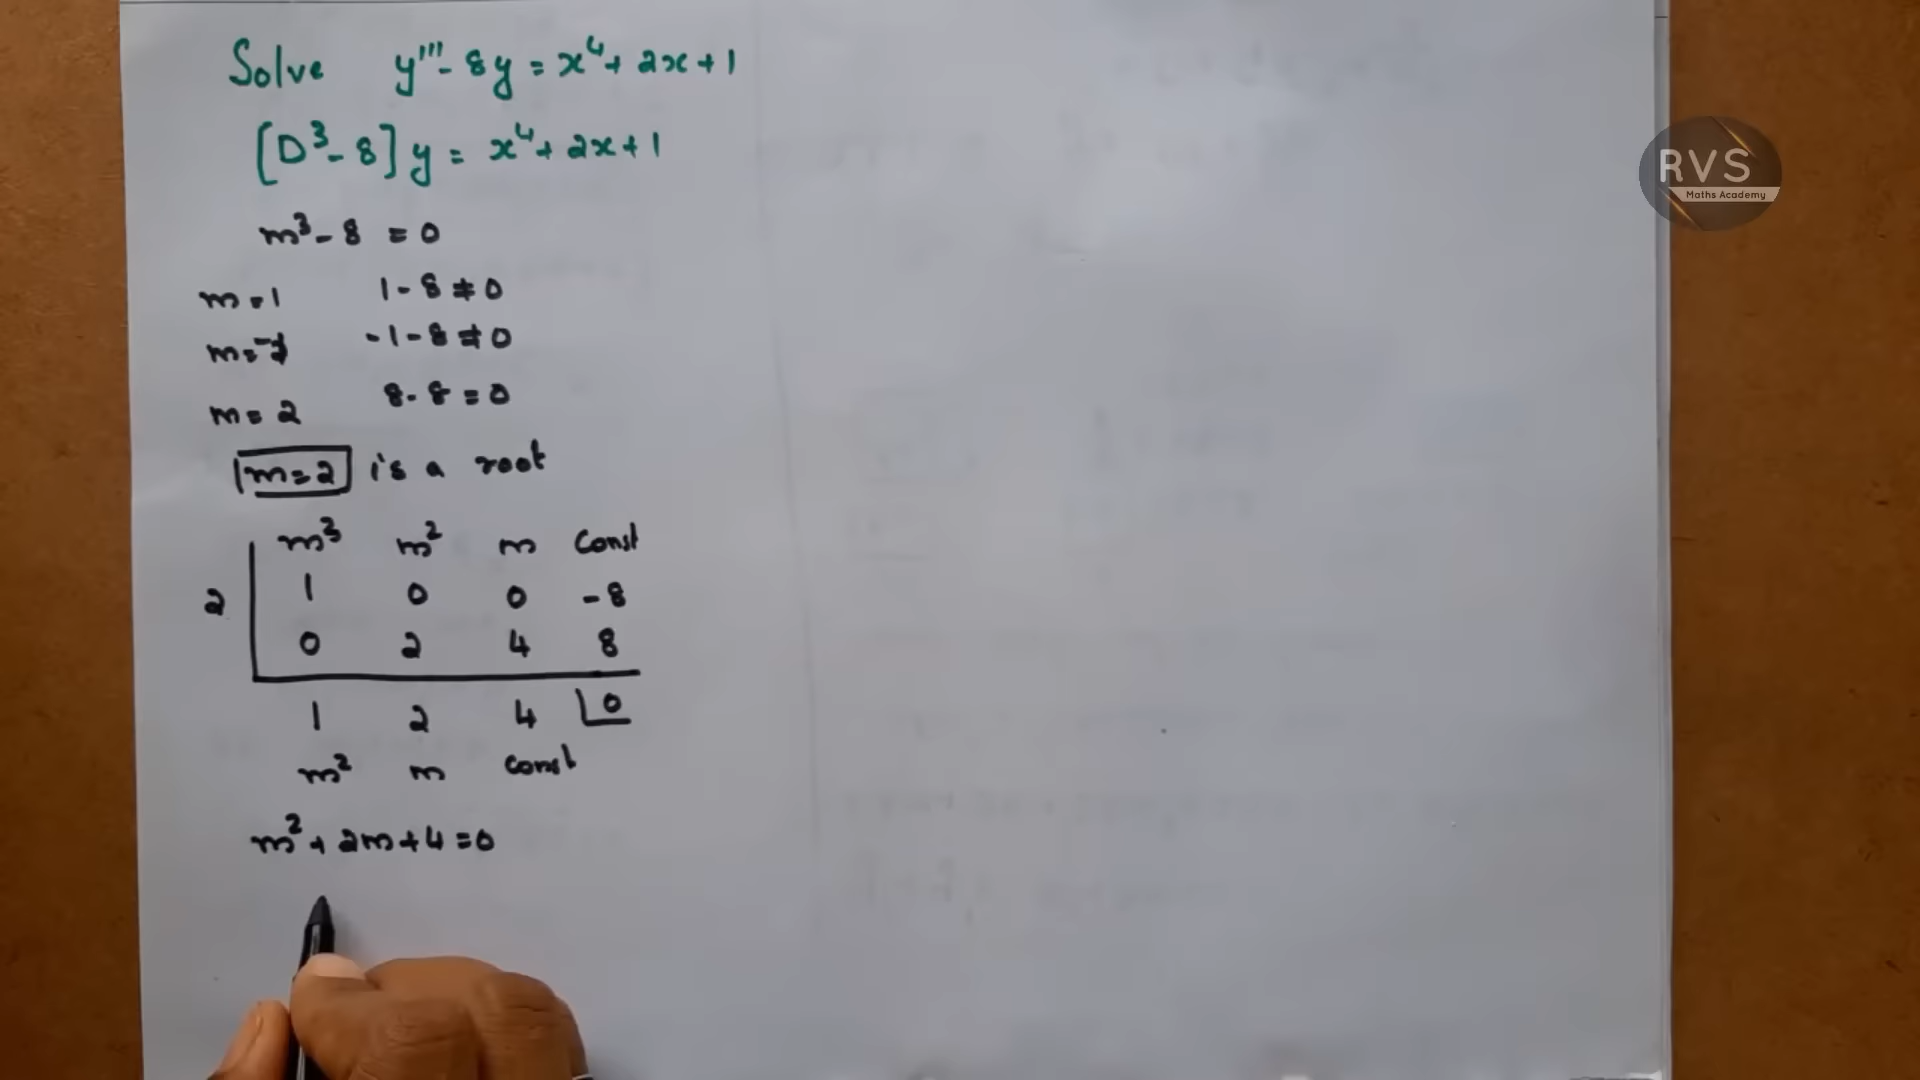 Solve y''' - 8y = x⁴ + 2x + 1
[D³ - 8] y = x⁴ + 2x + 1
m³ - 8 = 0
m = 1 1 - 8 ≠ 0
m = -1 -1 - 8 ≠ 0
m = 2 8 - 8 = 0
m = 2 is a root
m³ m² m Const
2 1 0 0 -8
0 2 4 8
1 2 4 0
m² m const
m² + 2m + 4 = 0
RVS
Maths Academy